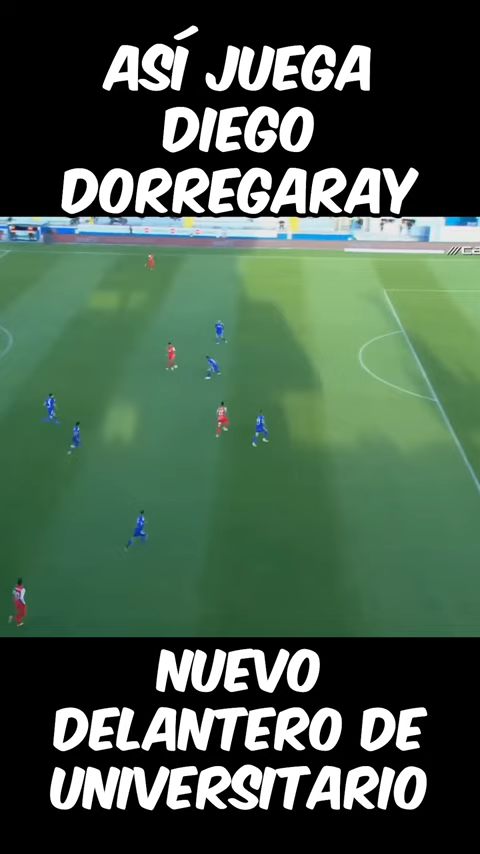 ASÍ JUEGA
DIEGO
DORREGARAY
NUEVO
DELANTERO DE
UNIVERSITARIO